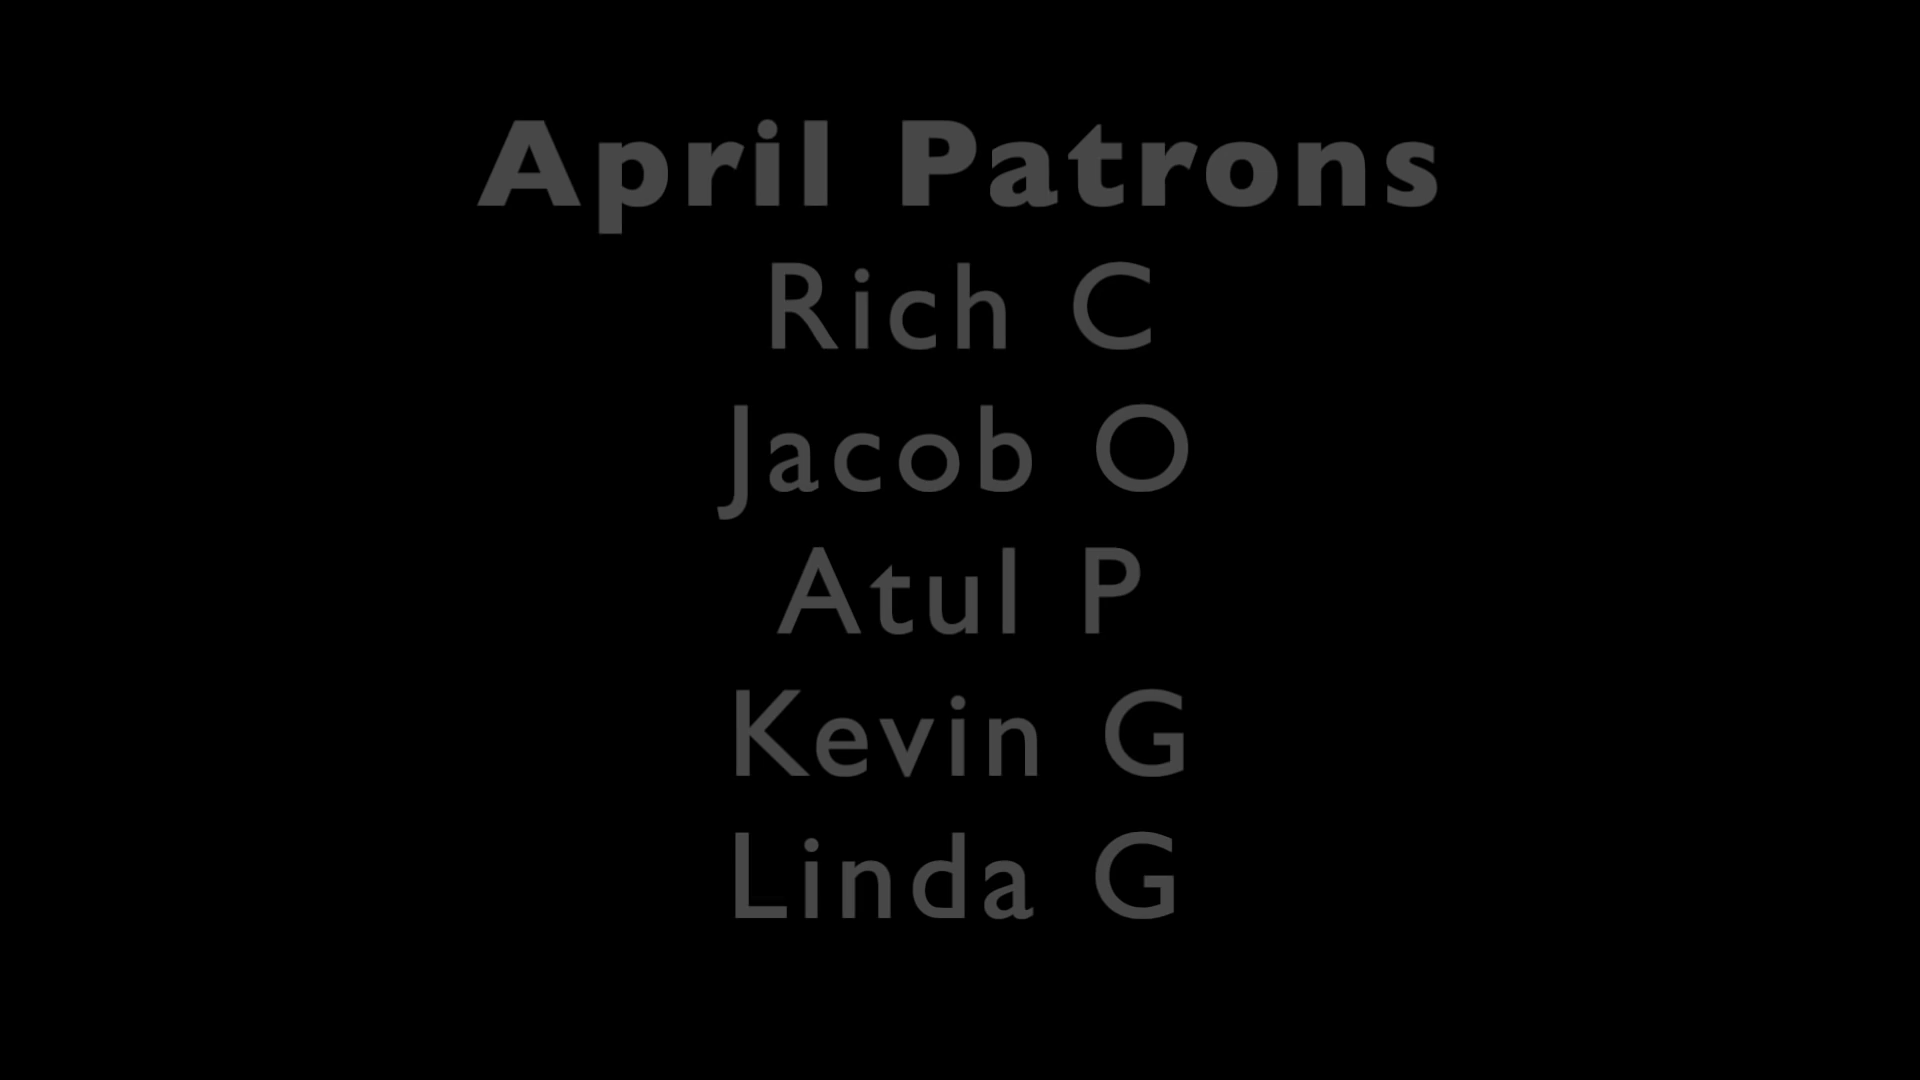 April Patrons
Rich C
Jacob O
Atul P
Kevin G
Linda G